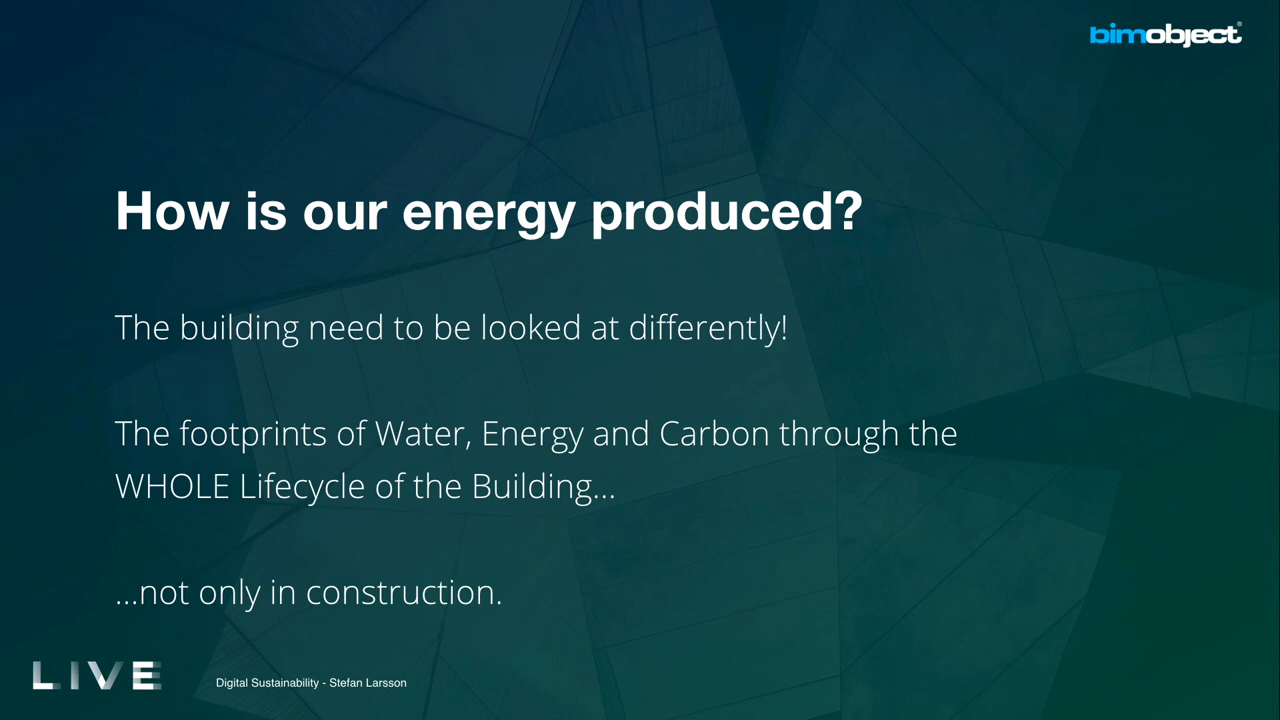 bimobject®
How is our energy produced?
The building need to be looked at differently!
The footprints of Water, Energy and Carbon through the
WHOLE Lifecycle of the Building...
...not only in construction.
LIVE
Digital Sustainability - Stefan Larsson